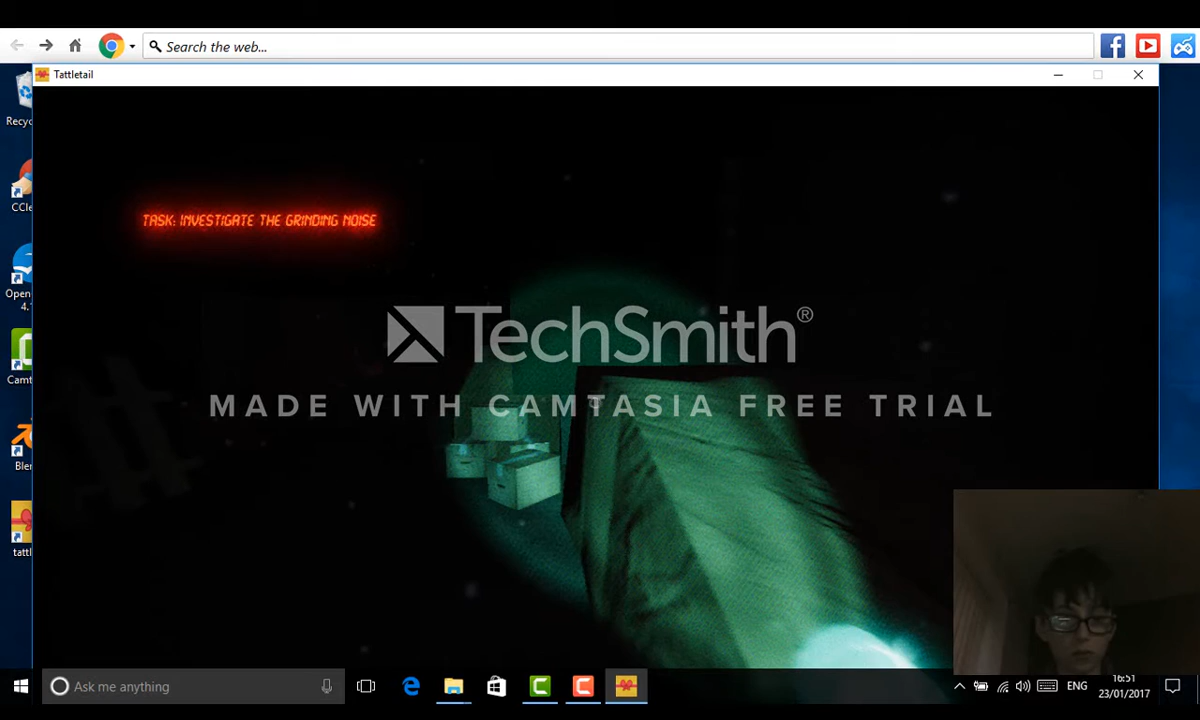 Search the web...
Tattletail
Recyc
TASK: INVESTIGATE THE GRINDING NOISE
CCle
TechSmith®
MADE WITH CAMTASIA FREE TRIAL
Open
4.
Camt
Ble
tattl
Ask me anything
ENG
16:51
23/01/2017